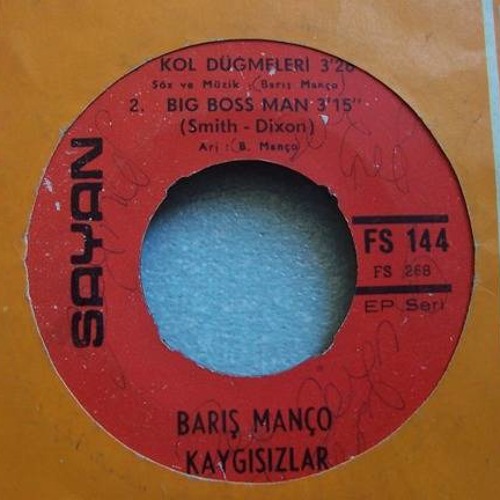 KOL DÜGMELERİ 3'20
Söz ve Müzik : (Barış Manço)
2. BIG BOSS MAN 3'15"
(Smith - Dixon)
Arj : (B. Manço)
SAYAN
FS 144
FS 268
EP Seri
BARIŞ MANÇO
KAYGISIZLAR